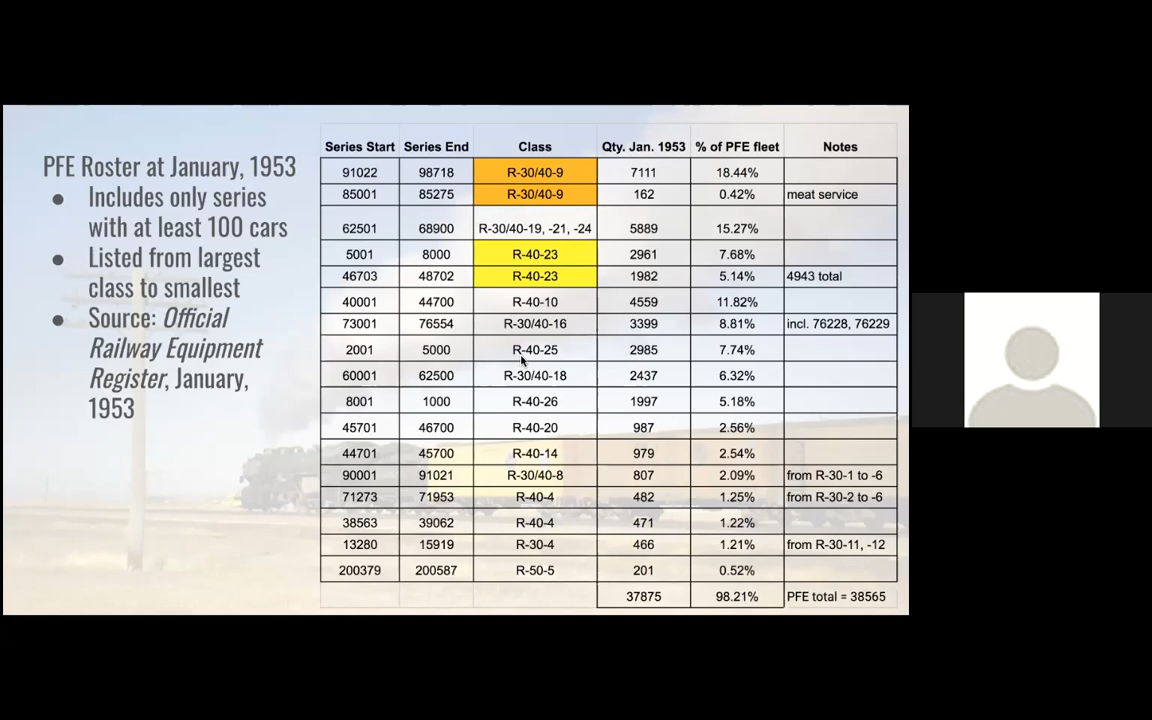 PFE Roster at January, 1953
● Includes only series
with at least 100 cars
● Listed from largest
class to smallest
● Source: Official
Railway Equipment
Register, January,
1953
Series Start Series End Class Qty. Jan. 1953 % of PFE fleet Notes
91022 98718 R-30/40-9 7111 18.44%
85001 85275 R-30/40-9 162 0.42% meat service
62501 68900 R-30/40-19, -21, -24 5889 15.27%
5001 8000 R-40-23 2961 7.68%
46703 48702 R-40-23 1982 5.14% 4943 total
40001 44700 R-40-10 4559 11.82%
73001 76554 R-30/40-16 3399 8.81% incl. 76228, 76229
2001 5000 R-40-25 2985 7.74%
60001 62500 R-30/40-18 2437 6.32%
8001 1000 R-40-26 1997 5.18%
45701 46700 R-40-20 987 2.56%
44701 45700 R-40-14 979 2.54%
90001 91021 R-30/40-8 807 2.09% from R-30-1 to -6
71273 71953 R-40-4 482 1.25% from R-30-2 to -6
38563 39062 R-40-4 471 1.22%
13280 15919 R-30-4 466 1.21% from R-30-11, -12
200379 200587 R-50-5 201 0.52%
37875 98.21% PFE total = 38565